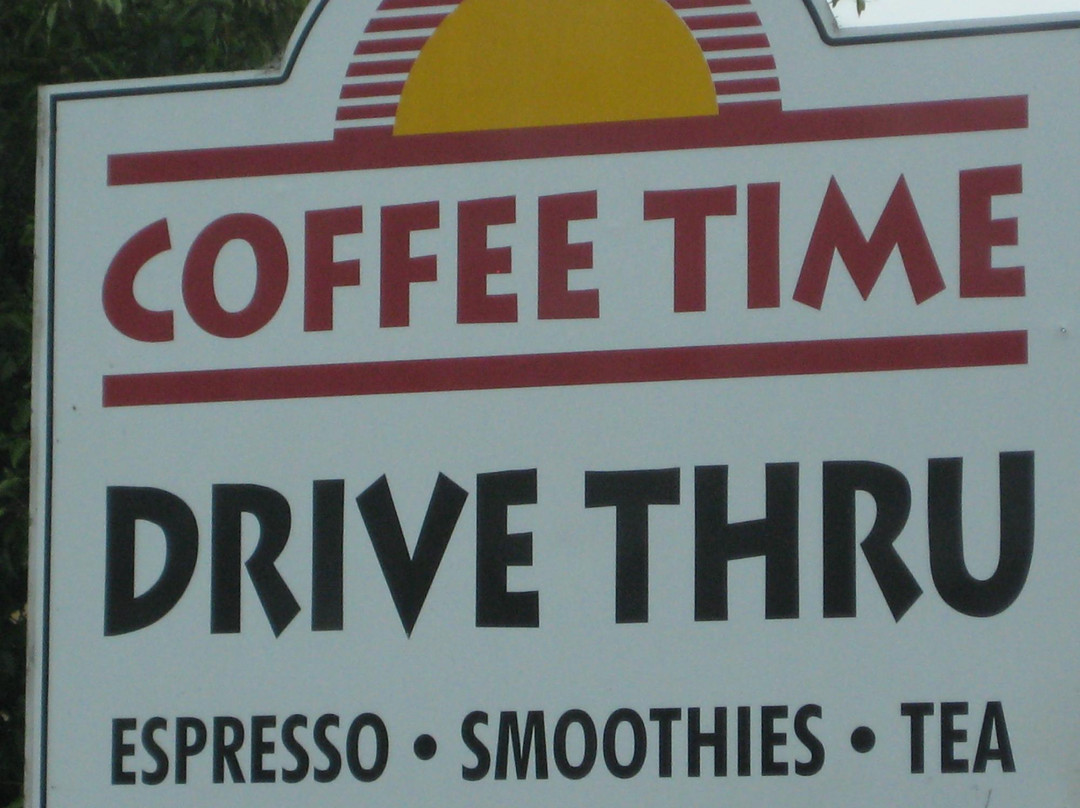 COFFEE TIME
DRIVE THRU
ESPRESSO • SMOOTHIES • TEA